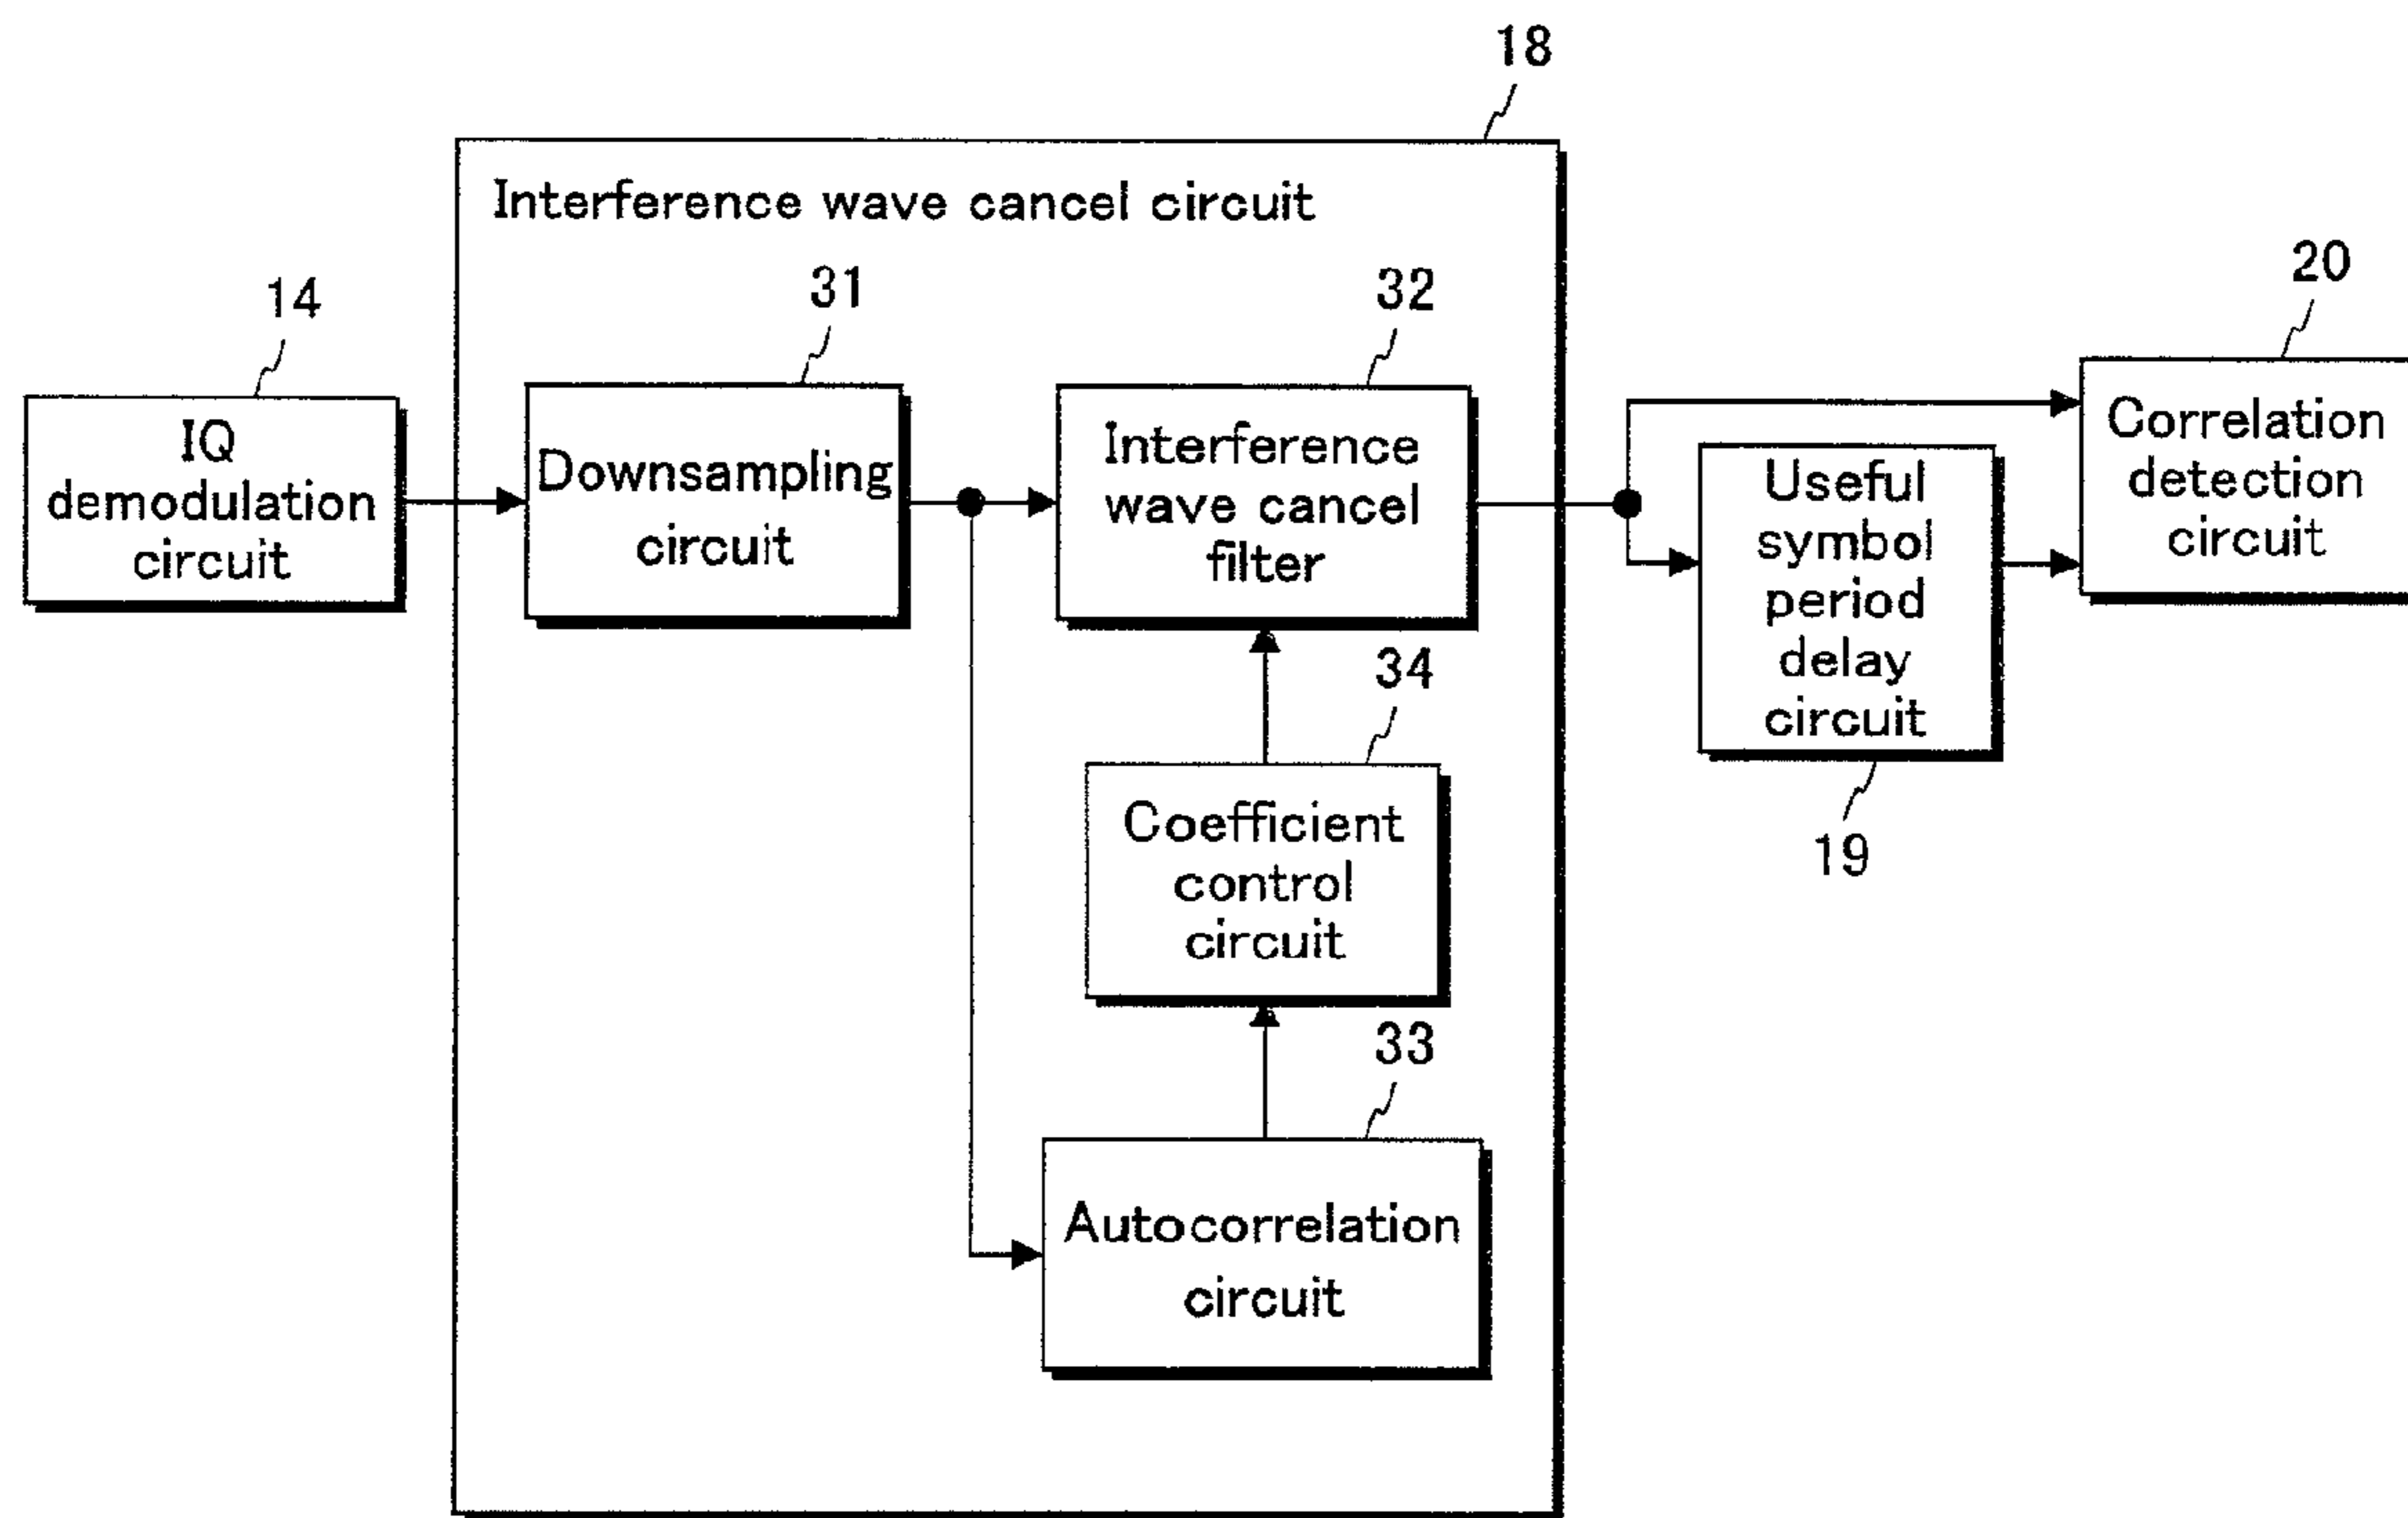 18
Interference wave cancel circuit
14
IQ
demodulation
circuit
31
Downsampling
circuit
32
Interference
wave cancel
filter
34
Coefficient
control
circuit
33
Autocorrelation
circuit
Useful
symbol
period
delay
circuit
19
20
Correlation
detection
circuit